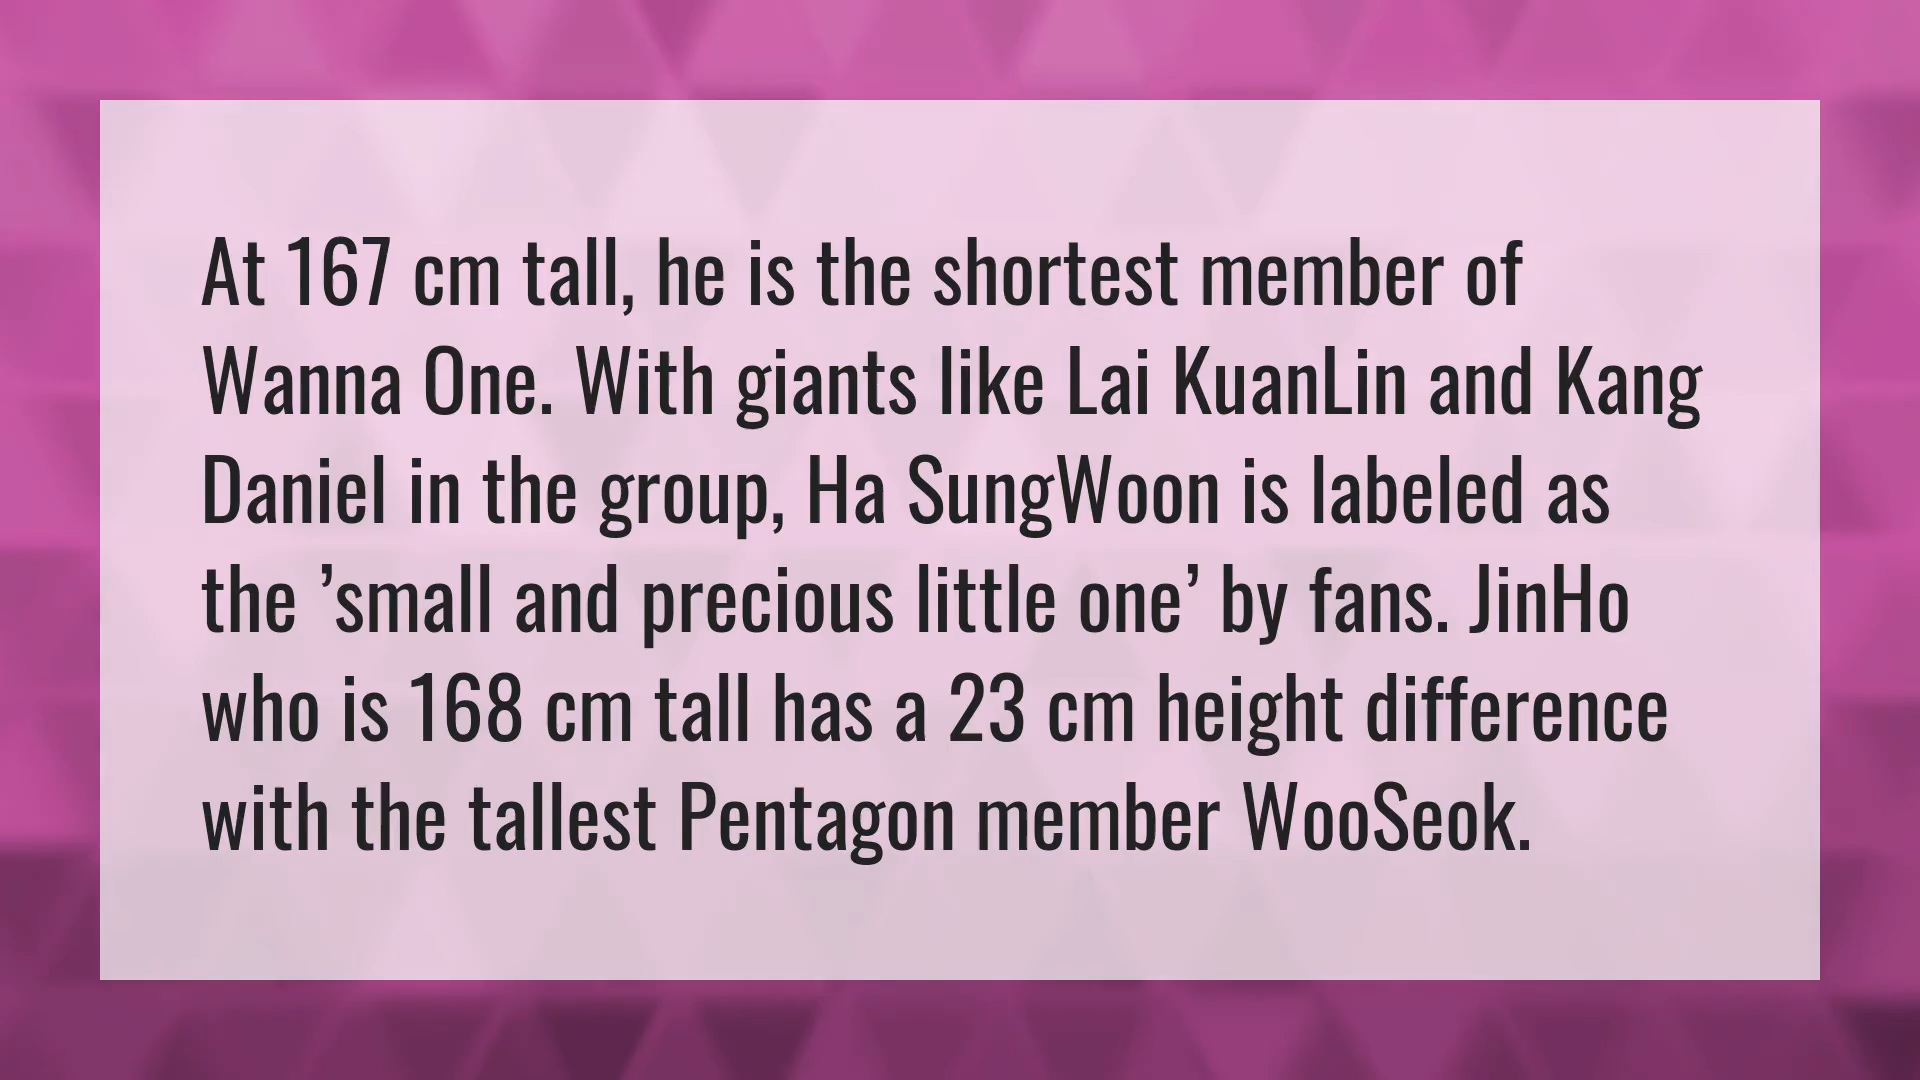 At 167 cm tall, he is the shortest member of
Wanna One. With giants like Lai KuanLin and Kang
Daniel in the group, Ha SungWoon is labeled as
the ’small and precious little one’ by fans. JinHo
who is 168 cm tall has a 23 cm height difference
with the tallest Pentagon member WooSeok.